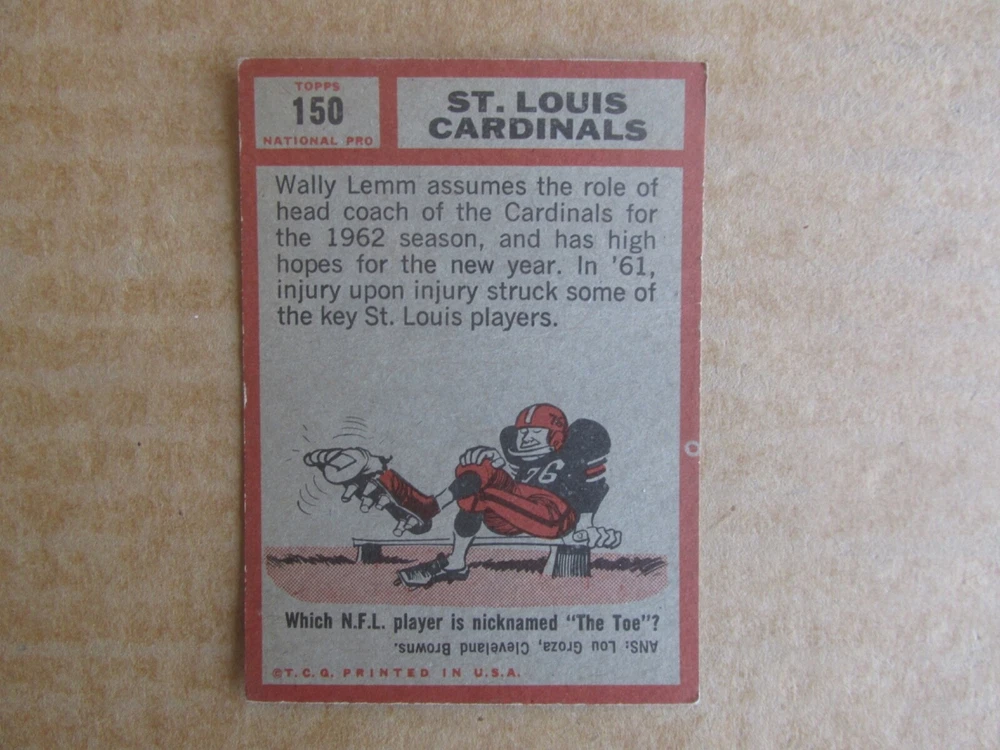 TOPPS
150
NATIONAL PRO
ST. LOUIS
CARDINALS
Wally Lemm assumes the role of
head coach of the Cardinals for
the 1962 season, and has high
hopes for the new year. In '61,
injury upon injury struck some of
the key St. Louis players.
76
76
Which N.F.L. player is nicknamed "The Toe"?
ANS: Lou Groza, Cleveland Browns.
©T.C.G. PRINTED IN U.S.A.